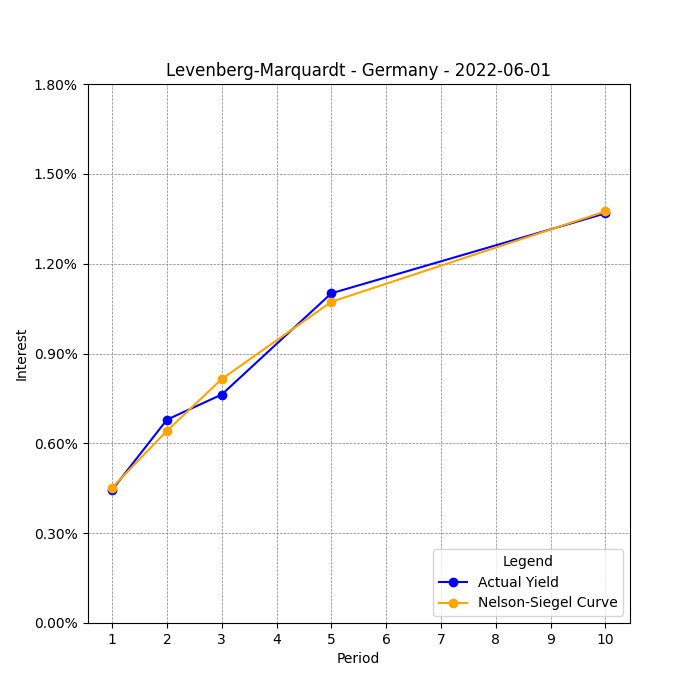 Levenberg-Marquardt - Germany - 2022-06-01
1.80%
1.50%
1.20%
0.90%
0.60%
0.30%
0.00%
Interest
Legend
Actual Yield
Nelson-Siegel Curve
1 2 3 4 5 6 7 8 9 10
Period